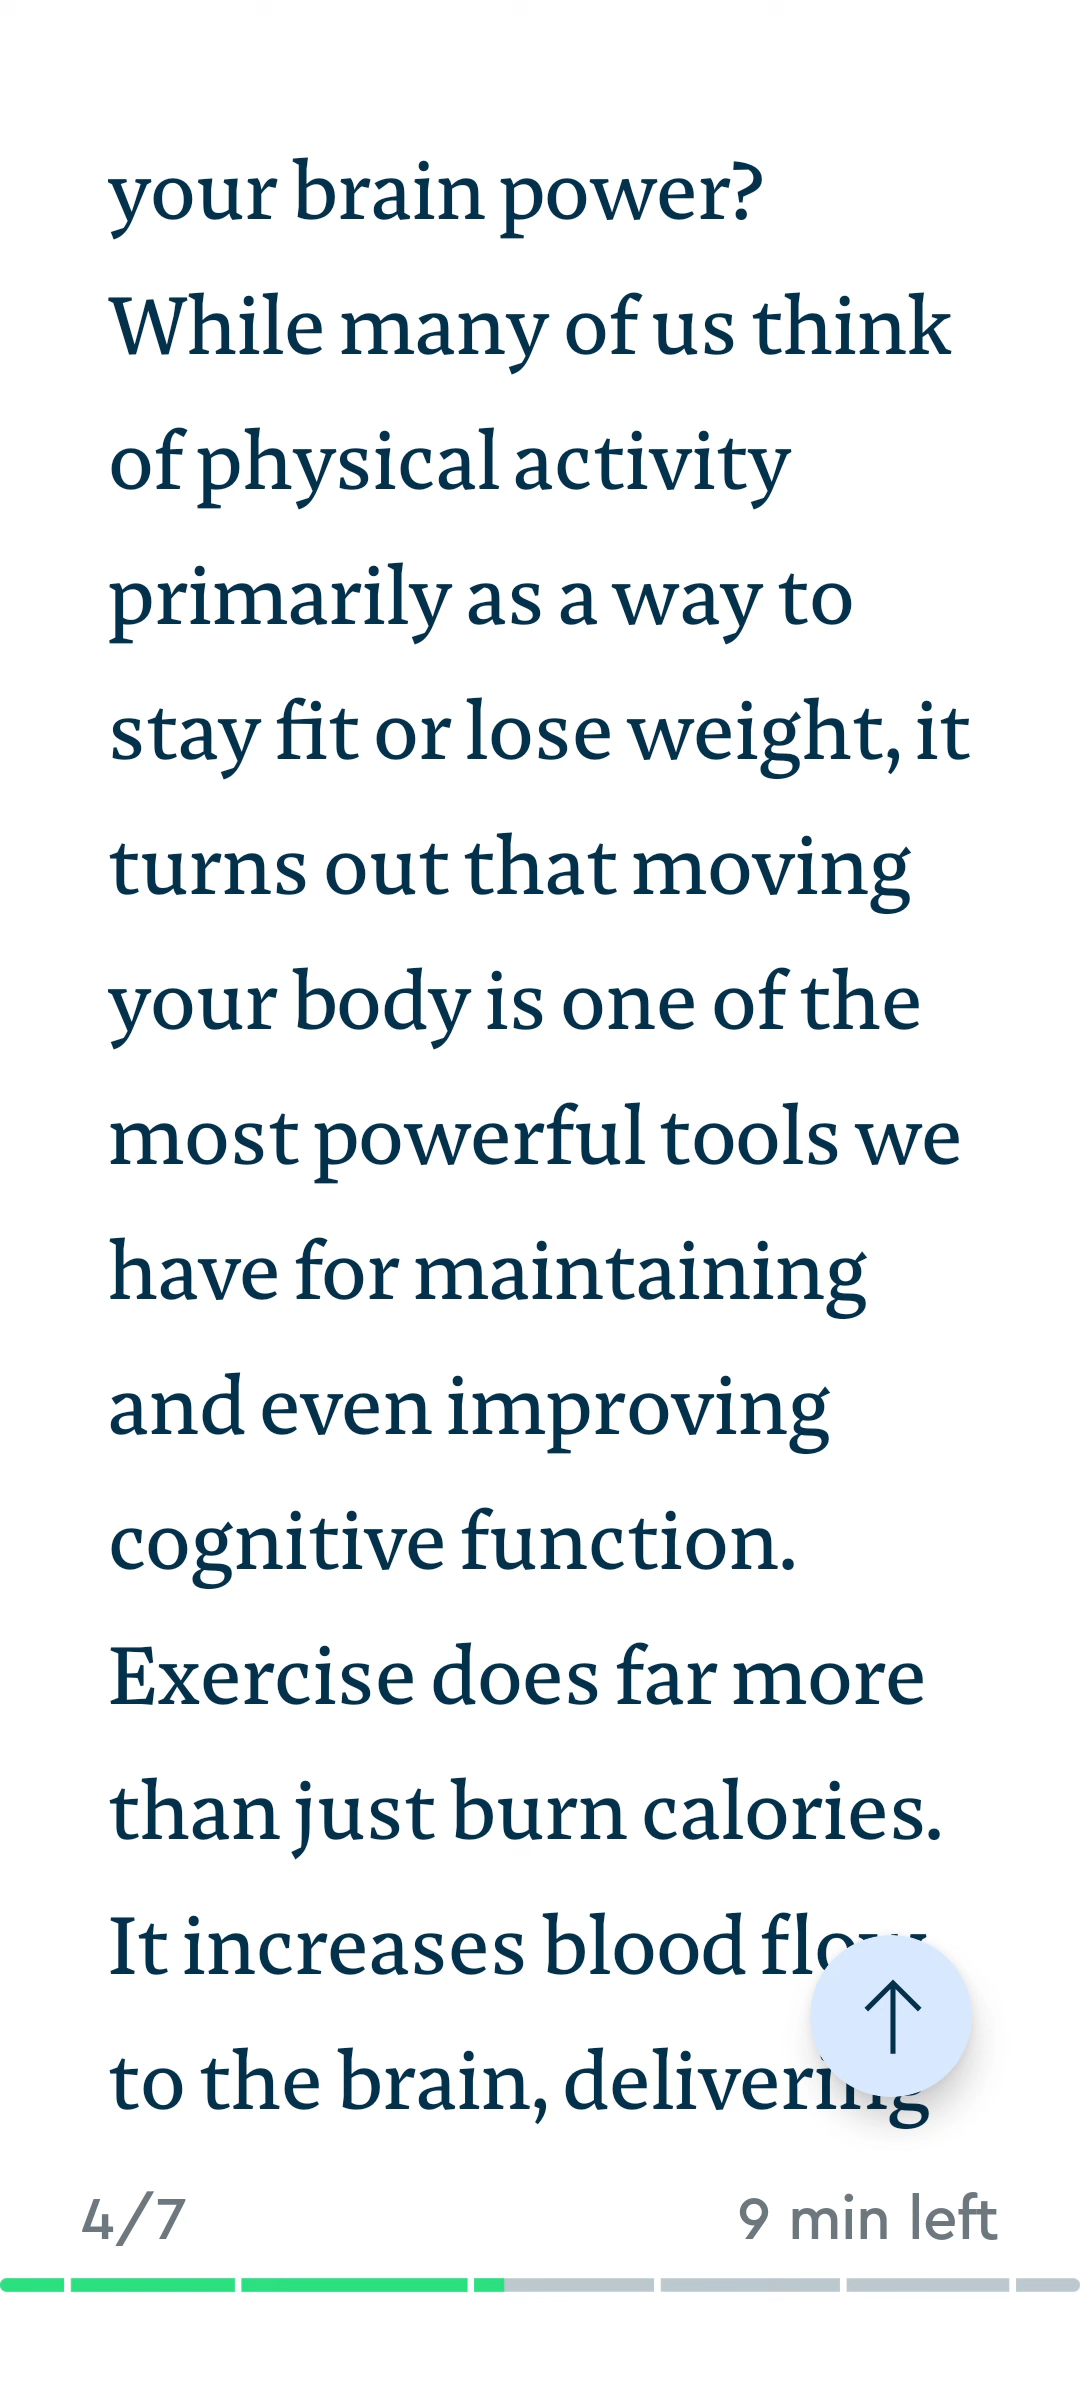 your brain power?
While many of us think
of physical activity
primarily as a way to
stay fit or lose weight, it
turns out that moving
your body is one of the
most powerful tools we
have for maintaining
and even improving
cognitive function.
Exercise does far more
than just burn calories.
It increases blood flow
to the brain, delivering
4/7
9 min left